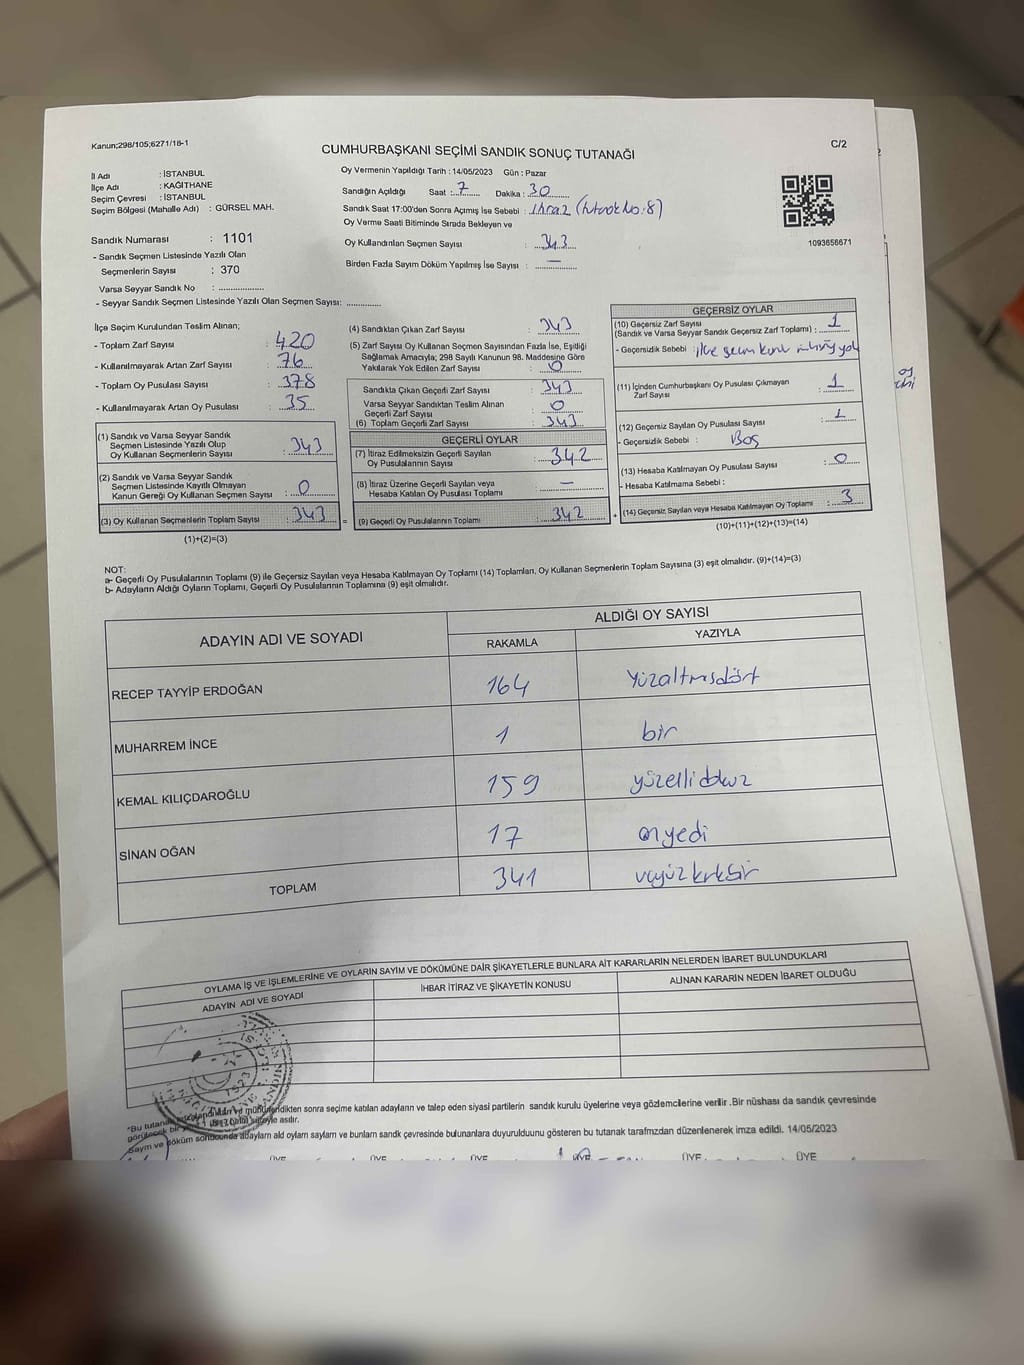 Kanun;298/105;6271/18-1
CUMHURBAŞKANI SEÇİMİ SANDIK SONUÇ TUTANAĞI
C/2
İl Adı : İSTANBUL
İlçe Adı : KAĞITHANE
Seçim Çevresi : İSTANBUL
Seçim Bölgesi (Mahalle Adı) : GÜRSEL MAH.
Sandık Numarası : 1101
- Sandık Seçmen Listesinde Yazılı Olan
Seçmenlerin Sayısı : 370
Varsa Seyyar Sandık No : ....................
- Seyyar Sandık Seçmen Listesinde Yazılı Olan Seçmen Sayısı: ..............
Oy Vermenin Yapıldığı Tarih : 14/05/2023 Gün : Pazar
Sandığın Açıldığı Saat : 7 Dakika : 30
Sandık Saat 17:00'den Sonra Açımış İse Sebebi : (tutanak No:8)
Oy Verme Saati Bitiminde Sırada Bekleyen ve
Oy Kullandırılan Seçmen Sayısı : 343
Birden Fazla Sayım Döküm Yapılmış İse Sayısı : —
1093656671
İlçe Seçim Kurulundan Teslim Alınan;
- Toplam Zarf Sayısı : 420
- Kullanılmayarak Artan Zarf Sayısı : 76
- Toplam Oy Pusulası Sayısı : 378
- Kullanılmayarak Artan Oy Pusulası : 35
(1) Sandık ve Varsa Seyyar Sandık
Seçmen Listesinde Yazılı Olup
Oy Kullanan Seçmenlerin Sayısı : 343
(2) Sandık ve Varsa Seyyar Sandık
Seçmen Listesinde Kayıtlı Olmayan
Kanun Gereği Oy Kullanan Seçmen Sayısı : 0
(3) Oy Kullanan Seçmenlerin Toplam Sayısı : 343
(1)+(2)=(3)
(4) Sandıktan Çıkan Zarf Sayısı : 343
(5) Zarf Sayısı Oy Kullanan Seçmen Sayısından Fazla İse, Eşitliği
Sağlamak Amacıyla; 298 Sayılı Kanunun 98. Maddesine Göre
Yakılarak Yok Edilen Zarf Sayısı : 0
Sandıkta Çıkan Geçerli Zarf Sayısı : 343
Varsa Seyyar Sandıktan Teslim Alınan
Geçerli Zarf Sayısı : 0
(6) Toplam Geçerli Zarf Sayısı : 343
GEÇERLİ OYLAR
(7) İtiraz Edilmeksizin Geçerli Sayılan
Oy Pusulalarının Sayısı : 342
(8) İtiraz Üzerine Geçerli Sayılan veya
Hesaba Katılan Oy Pusulası Toplamı : —
= (9) Geçerli Oy Pusulalarının Toplamı : 342
GEÇERSİZ OYLAR
(10) Geçersiz Zarf Sayısı
(Sandık ve Varsa Seyyar Sandık Geçersiz Zarf Toplamı) : 1
- Geçersizlik Sebebi : ilçe seçim kurulu mührü yok
(11) İçinden Cumhurbaşkanı Oy Pusulası Çıkmayan
Zarf Sayısı : 1
(12) Geçersiz Sayılan Oy Pusulası Sayısı : 1
- Geçersizlik Sebebi : Boş
(13) Hesaba Katılmayan Oy Pusulası Sayısı : 0
- Hesaba Katılmama Sebebi :
+ (14) Geçersiz Sayılan veya Hesaba Katılmayan Oy Toplamı : 3
(10)+(11)+(12)+(13)=(14)
NOT:
a- Geçerli Oy Pusulalarının Toplamı (9) ile Geçersiz Sayılan veya Hesaba Katılmayan Oy Toplamı (14) Toplamları, Oy Kullanan Seçmenlerin Toplam Sayısına (3) eşit olmalıdır. (9)+(14)=(3)
b- Adayların Aldığı Oyların Toplamı, Geçerli Oy Pusulalarının Toplamına (9) eşit olmalıdır.
ADAYIN ADI VE SOYADI
ALDIĞI OY SAYISI
RAKAMLA YAZIYLA
RECEP TAYYİP ERDOĞAN 164 Yüzaltmışdört
MUHARREM İNCE 1 bir
KEMAL KILIÇDAROĞLU 159 yüzellidokuz
SİNAN OĞAN 17 onyedi
TOPLAM 341 üçyüzkırkbir
OYLAMA İŞ VE İŞLEMLERİNE VE OYLARIN SAYIM VE DÖKÜMÜNE DAİR ŞİKAYETLERLE BUNLARA AİT KARARLARIN NELERDEN İBARET BULUNDUKLARI
ADAYIN ADI VE SOYADI İHBAR İTİRAZ VE ŞİKAYETİN KONUSU ALINAN KARARIN NEDEN İBARET OLDUĞU
*Bu tutanak sonra seçime katılan adayların ve talep eden siyasi partilerin sandık kurulu üyelerine veya gözlemcilerine verilir .Bir nüshası da sandık çevresinde
görülecek bir asılır.
Sayım ve döküm sonucunda adayların aldı oyların sayların ve bunların sandk çevresinde bulunanlara duyurulduunu gösteren bu tutanak tarafmzdan düzenlenerek imza edildi. 14/05/2023
ÜYE ÜYE ÜYE ÜYE ÜYE ÜYE